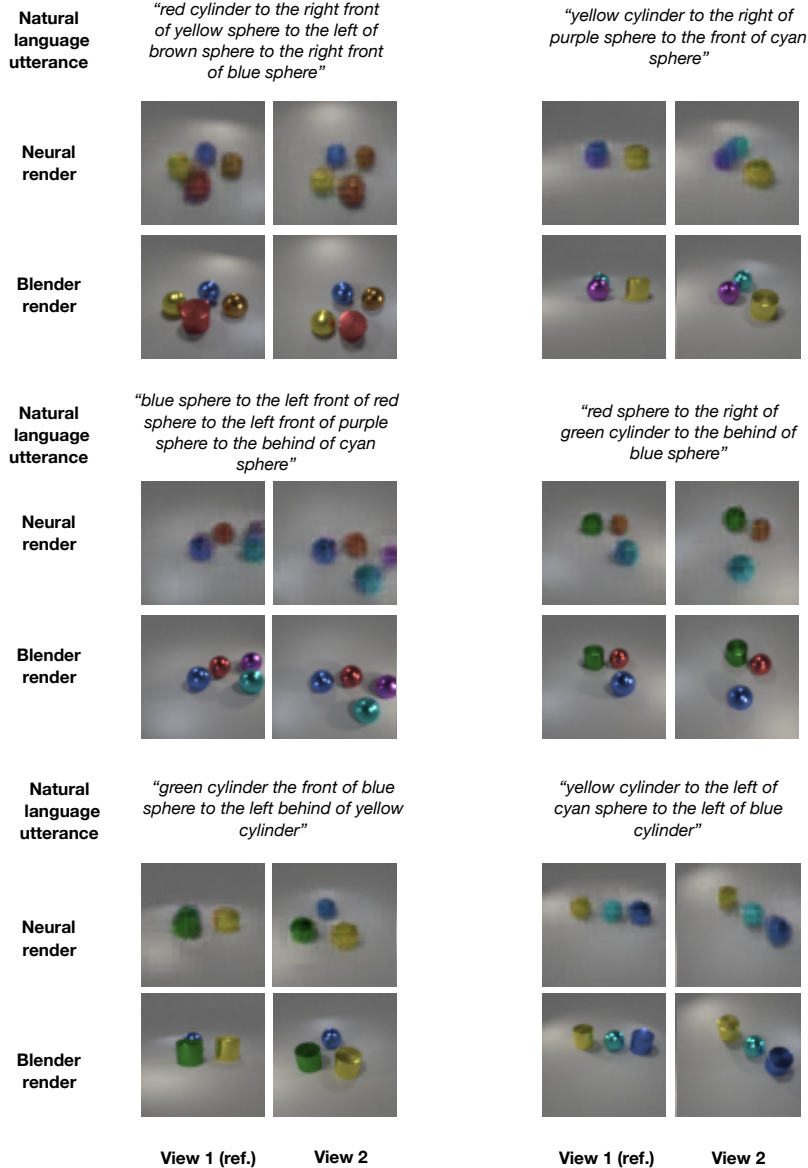 Natural
language
utterance
“red cylinder to the right front
of yellow sphere to the left of
brown sphere to the right front
of blue sphere”
“yellow cylinder to the right of
purple sphere to the front of cyan
sphere”
Neural
render
Blender
render
Natural
language
utterance
“blue sphere to the left front of red
sphere to the left front of purple
sphere to the behind of cyan
sphere”
“red sphere to the right of
green cylinder to the behind of
blue sphere”
Neural
render
Blender
render
Natural
language
utterance
“green cylinder the front of blue
sphere to the left behind of yellow
cylinder”
“yellow cylinder to the left of
cyan sphere to the left of blue
cylinder”
Neural
render
Blender
render
View 1 (ref.) View 2 View 1 (ref.) View 2